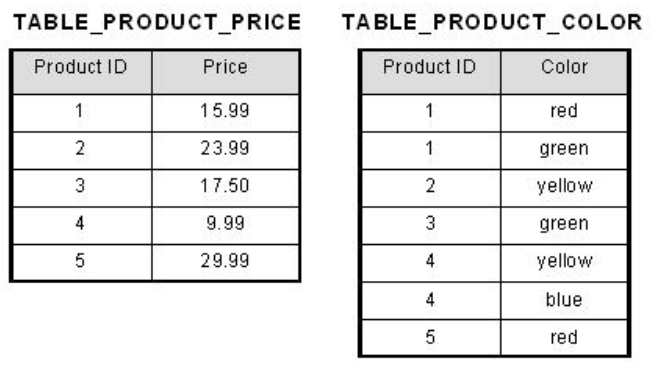 TABLE_PRODUCT_PRICE
Product ID Price
1 15.99
2 23.99
3 17.50
4 9.99
5 29.99
TABLE_PRODUCT_COLOR
Product ID Color
1 red
1 green
2 yellow
3 green
4 yellow
4 blue
5 red